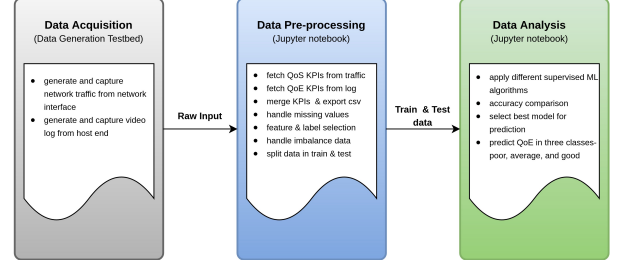 Data Acquisition
(Data Generation Testbed)
● generate and capture
network traffic from network
interface
● generate and capture video
log from host end
Raw Input
Data Pre-processing
(Jupyter notebook)
● fetch QoS KPIs from traffic
● fetch QoE KPIs from log
● merge KPIs & export csv
● handle missing values
● feature & label selection
● handle imbalance data
● split data in train & test
Train & Test
data
Data Analysis
(Jupyter notebook)
● apply different supervised ML
algorithms
● accuracy comparison
● select best model for
prediction
● predict QoE in three classes-
poor, average, and good